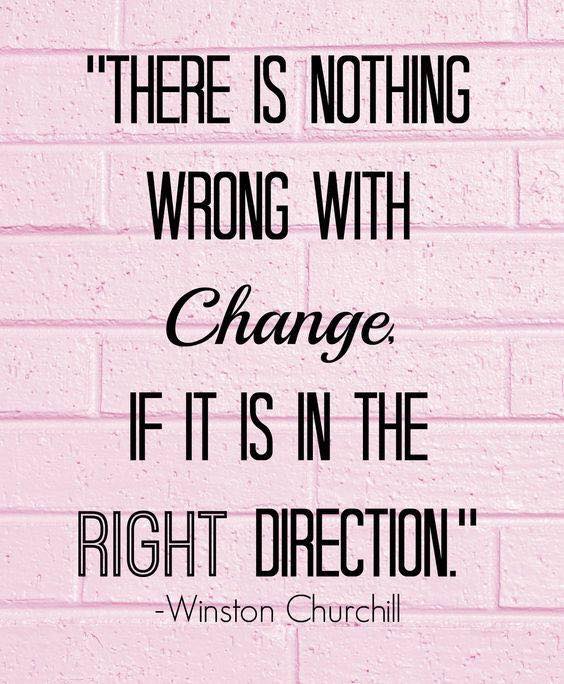 "THERE IS NOTHING
WRONG WITH
Change,
IF IT IS IN THE
RIGHT DIRECTION."
-Winston Churchill